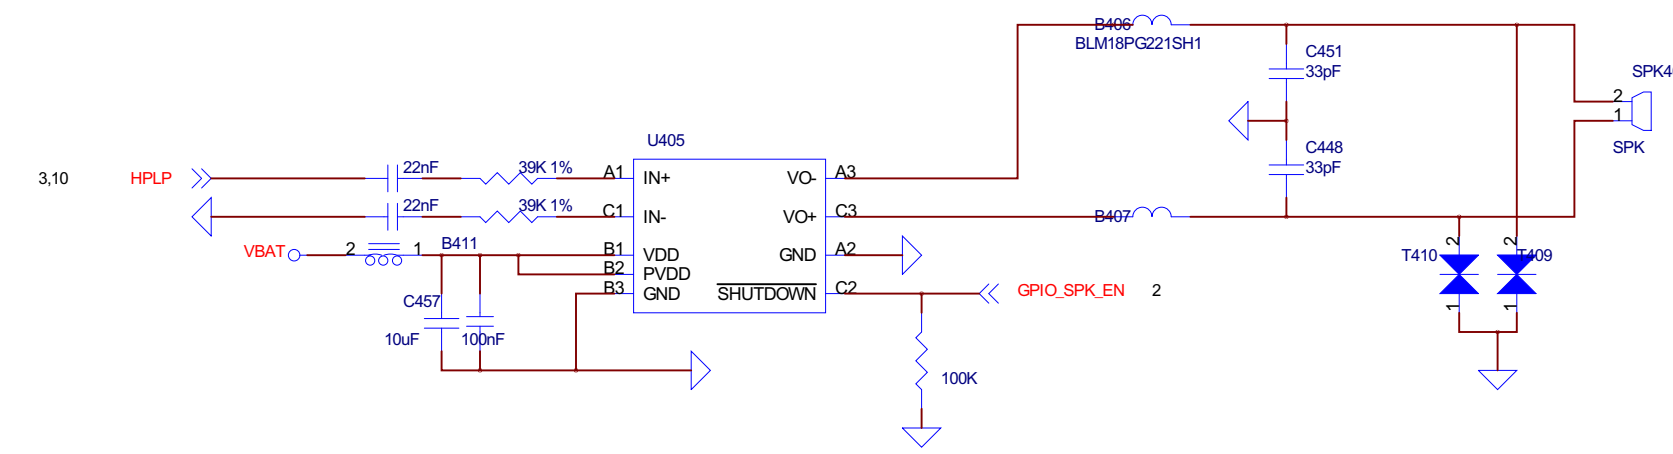 B406
BLM18PG221SH1
C451
33pF
SPK4
2
1
SPK
C448
33pF
U405
3,10
HPLP
22nF
39K 1%
A1
IN+
VO-
A3
22nF
39K 1%
C1
IN-
VO+
C3
B407
VBAT
2
1
B411
B1
VDD
GND
A2
B2
PVDD
B3
GND
SHUTDOWN
C2
GPIO_SPK_EN
2
C457
10uF
100nF
100K
T410
2
1
T409
2
1